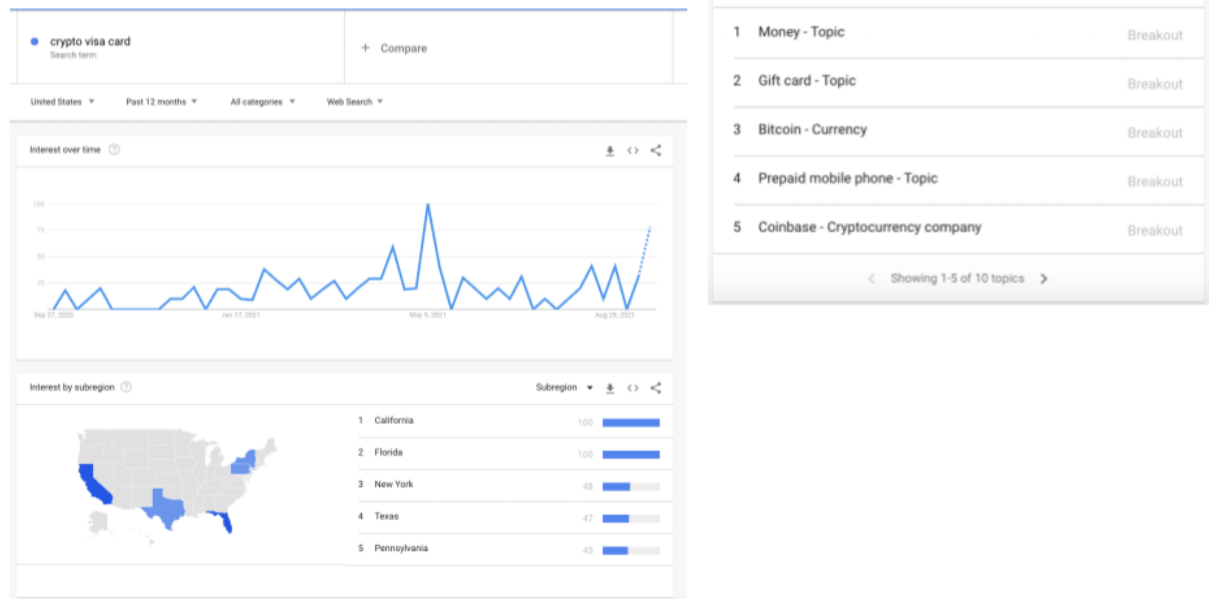 crypto visa card
Search term
+ Compare
United States
Past 12 months
All categories
Web Search
Interest over time
100
75
50
25
Sep 27, 2020
Jan 17, 2021
May 9, 2021
Aug 29, 2021
Interest by subregion
Subregion
1 California 100
2 Florida 100
3 New York 48
4 Texas 47
5 Pennsylvania 45
1 Money - Topic Breakout
2 Gift card - Topic Breakout
3 Bitcoin - Currency Breakout
4 Prepaid mobile phone - Topic Breakout
5 Coinbase - Cryptocurrency company Breakout
Showing 1-5 of 10 topics